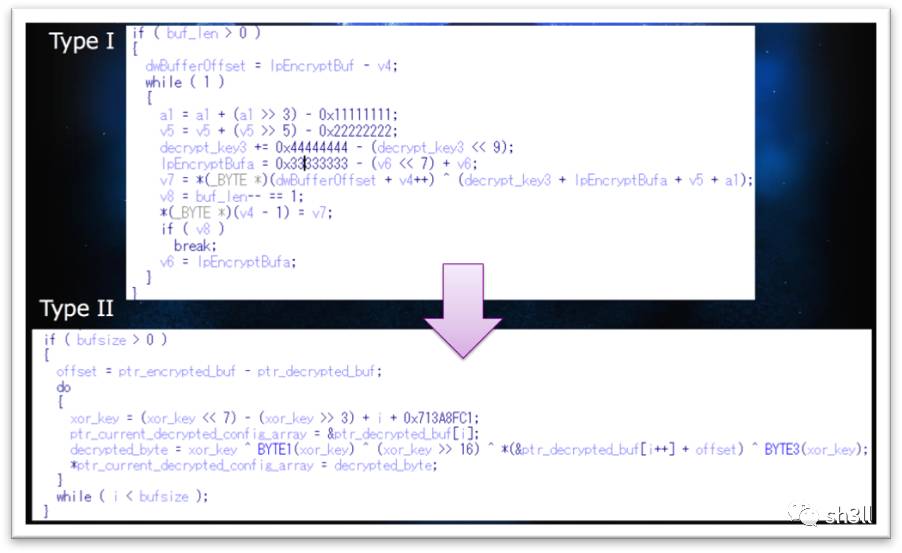 Type I
if ( buf_len > 0 )
{
dwBufferOffset = lpEncryptBuf - v4;
while ( 1 )
{
a1 = a1 + (a1 >> 3) - 0x11111111;
v5 = v5 + (v5 >> 5) - 0x22222222;
decrypt_key3 += 0x44444444 - (decrypt_key3 << 9);
lpEncryptBufa = 0x33333333 - (v6 << 7) + v6;
v7 = *(_BYTE *)(dwBufferOffset + v4++) ^ (decrypt_key3 + lpEncryptBufa + v5 + a1);
v8 = buf_len-- == 1;
*(_BYTE *)(v4 - 1) = v7;
if ( v8 )
break;
v6 = lpEncryptBufa;
}
}
Type II
if ( bufsize > 0 )
{
offset = ptr_encrypted_buf - ptr_decrypted_buf;
do
{
xor_key = (xor_key << 7) - (xor_key >> 3) + i + 0x713A8FC1;
ptr_current_decrypted_config_array = &ptr_decrypted_buf[i];
decrypted_byte = xor_key ^ BYTE1(xor_key) ^ (xor_key >> 16) ^ *(&ptr_decrypted_buf[i++] + offset) ^ BYTE3(xor_key);
*ptr_current_decrypted_config_array = decrypted_byte;
}
while ( i < bufsize );
}
sh3ll